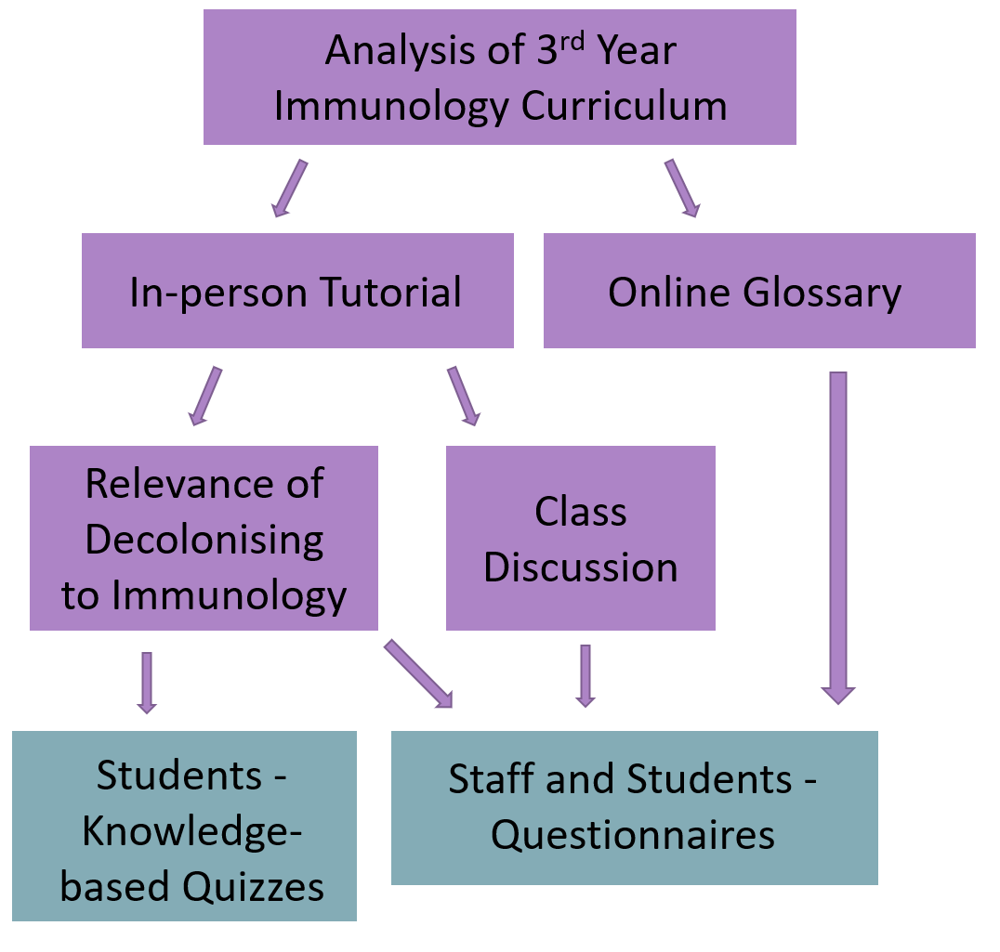 Analysis of 3rd Year
Immunology Curriculum
In-person Tutorial
Online Glossary
Relevance of
Decolonising
to Immunology
Class
Discussion
Students -
Knowledge-
based Quizzes
Staff and Students -
Questionnaires